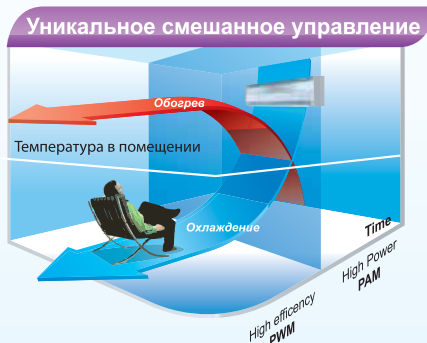 Уникальное смешанное управление
Обогрев
Температура в помещении
Охлаждение
Time
High Power
PAM
High efficency
PWM